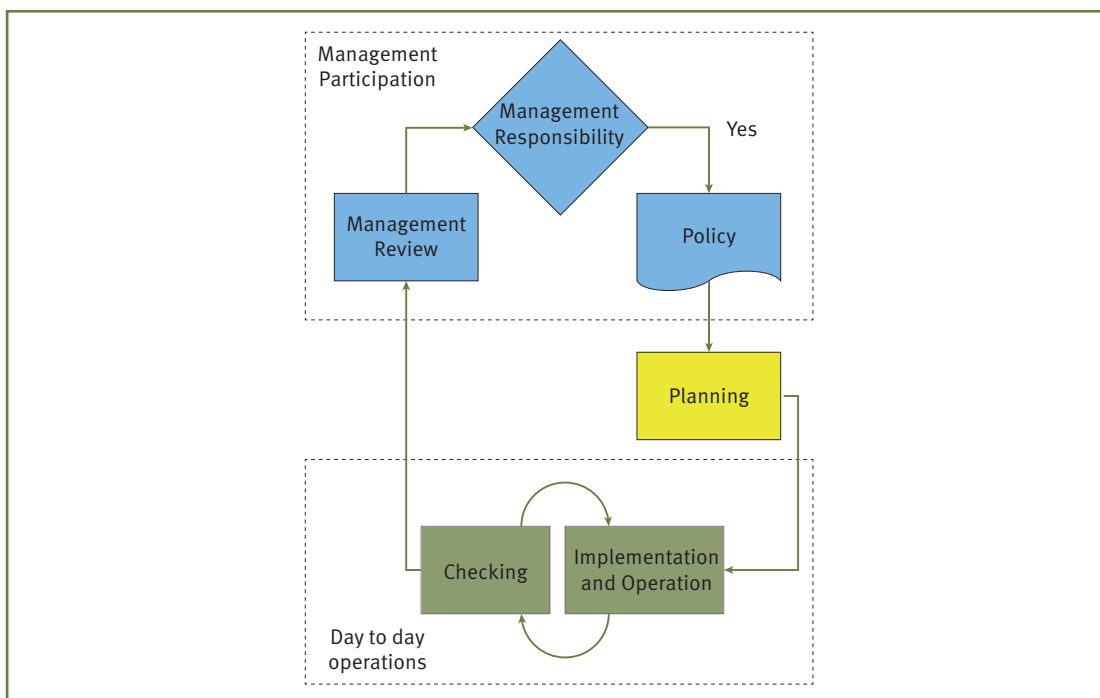 Management
Participation
Management
Responsibility
Yes
Management
Review
Policy
Planning
Checking
Implementation
and Operation
Day to day
operations